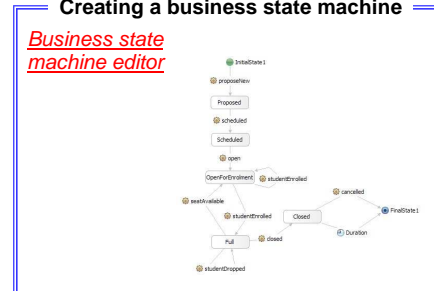 Creating a business state machine
Business state
machine editor
InitialState1
proposeNew
Proposed
scheduled
Scheduled
open
OpenForEnrolment
studentEnrolled
seatAvailable
cancelled
studentEnrolled
Closed
FinalState1
Full
closed
Duration
studentDropped